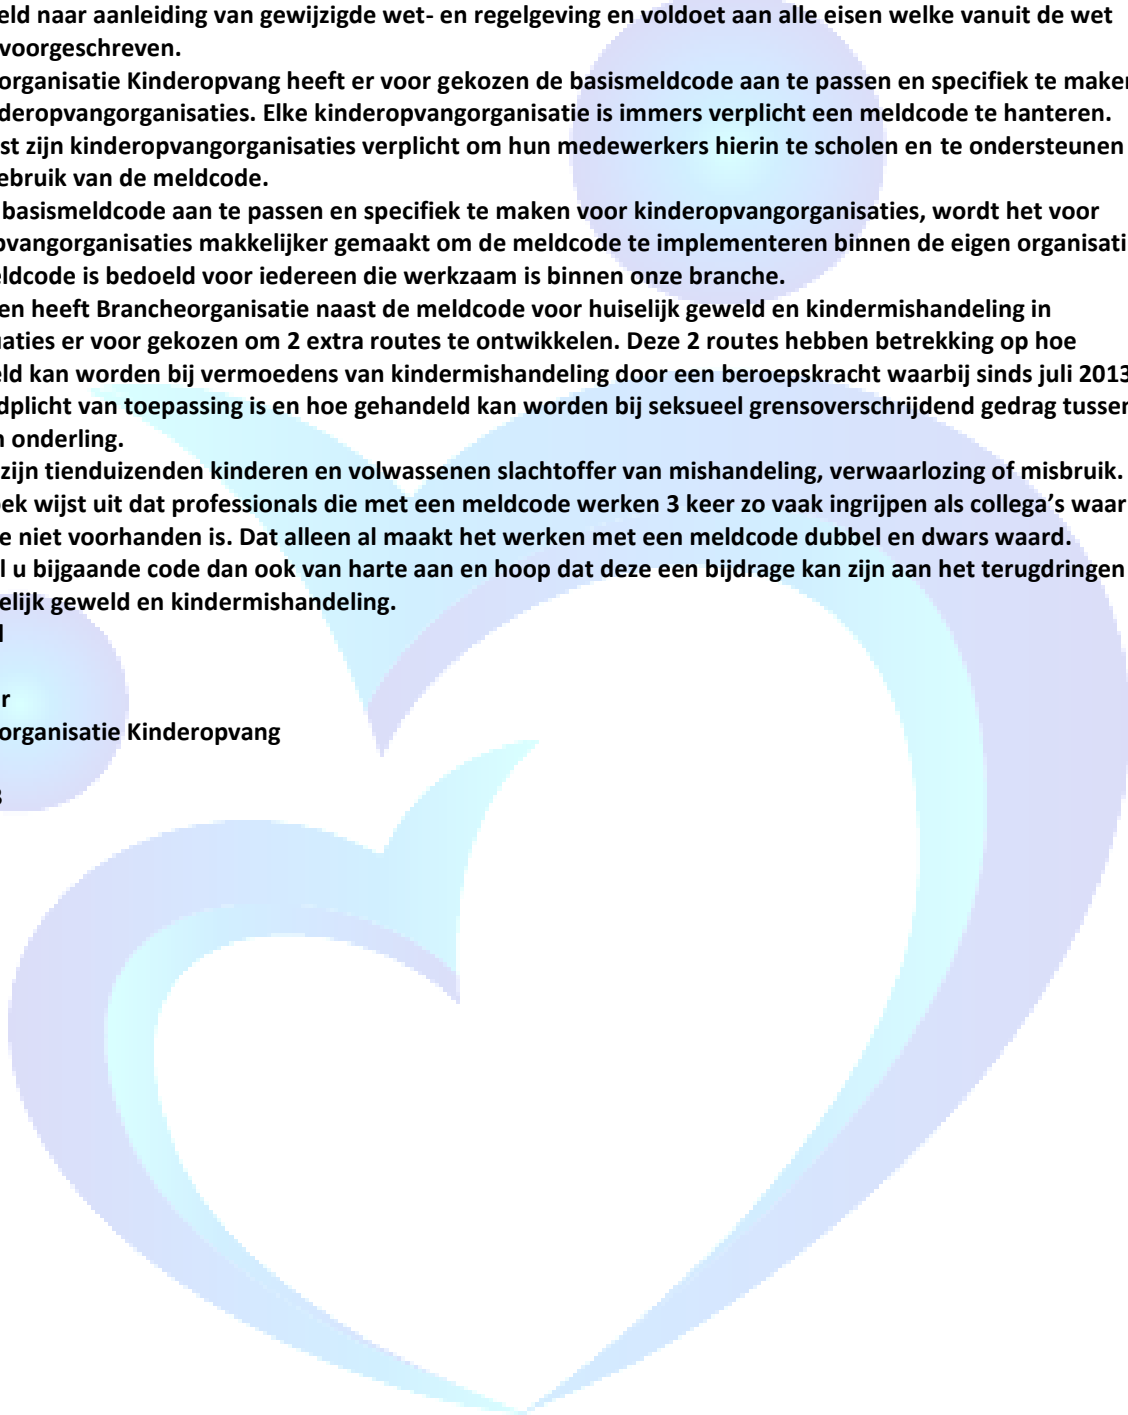 eld naar aanleiding van gewijzigde wet- en regelgeving en voldoet aan alle eisen welke vanuit de wet
voorgeschreven.
organisatie Kinderopvang heeft er voor gekozen de basismeldcode aan te passen en specifiek te maken
deropvangorganisaties. Elke kinderopvangorganisatie is immers verplicht een meldcode te hanteren.
st zijn kinderopvangorganisaties verplicht om hun medewerkers hierin te scholen en te ondersteunen
ebruik van de meldcode.
basismeldcode aan te passen en specifiek te maken voor kinderopvangorganisaties, wordt het voor
pvangorganisaties makkelijker gemaakt om de meldcode te implementeren binnen de eigen organisati
eldcode is bedoeld voor iedereen die werkzaam is binnen onze branche.
en heeft Brancheorganisatie naast de meldcode voor huiselijk geweld en kindermishandeling in
uaties er voor gekozen om 2 extra routes te ontwikkelen. Deze 2 routes hebben betrekking op hoe
eld kan worden bij vermoedens van kindermishandeling door een beroepskracht waarbij sinds juli 2013
dplicht van toepassing is en hoe gehandeld kan worden bij seksueel grensoverschrijdend gedrag tussen
n onderling.
zijn tienduizenden kinderen en volwassenen slachtoffer van mishandeling, verwaarlozing of misbruik.
ek wijst uit dat professionals die met een meldcode werken 3 keer zo vaak ingrijpen als collega's waar
e niet voorhanden is. Dat alleen al maakt het werken met een meldcode dubbel en dwars waard.
l u bijgaande code dan ook van harte aan en hoop dat deze een bijdrage kan zijn aan het terugdringen
elijk geweld en kindermishandeling.
d
r
organisatie Kinderopvang
3